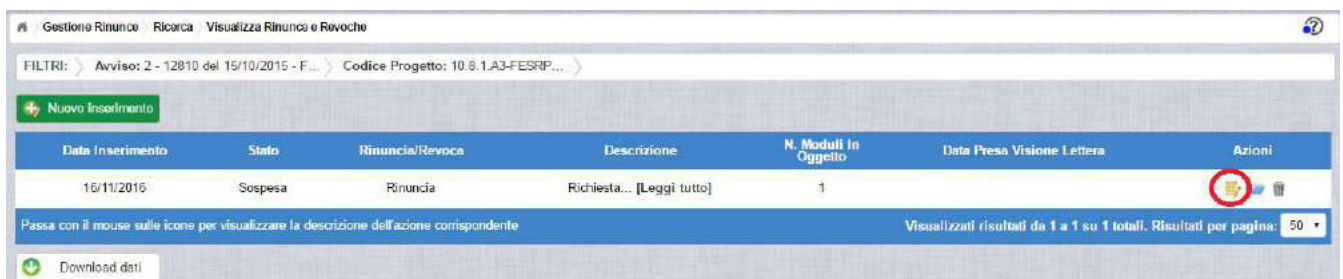 Gestione Rinunce Ricerca Visualizza Rinunce e Revoche
FILTRI: Avviso: 2 - 12810 del 15/10/2015 - F... Codice Progetto: 10.8.1.A3-FESRP...
Nuovo Inserimento
Data Inserimento Stato Rinuncia/Revoca Descrizione N. Moduli In Oggetto Data Presa Visione Lettera Azioni
16/11/2016 Sospesa Rinuncia Richiesta... [Leggi tutto] 1
Passa con il mouse sulle icone per visualizzare la descrizione dell'azione corrispondente Visualizzati risultati da 1 a 1 su 1 totali. Risultati per pagina: 50
Download dati